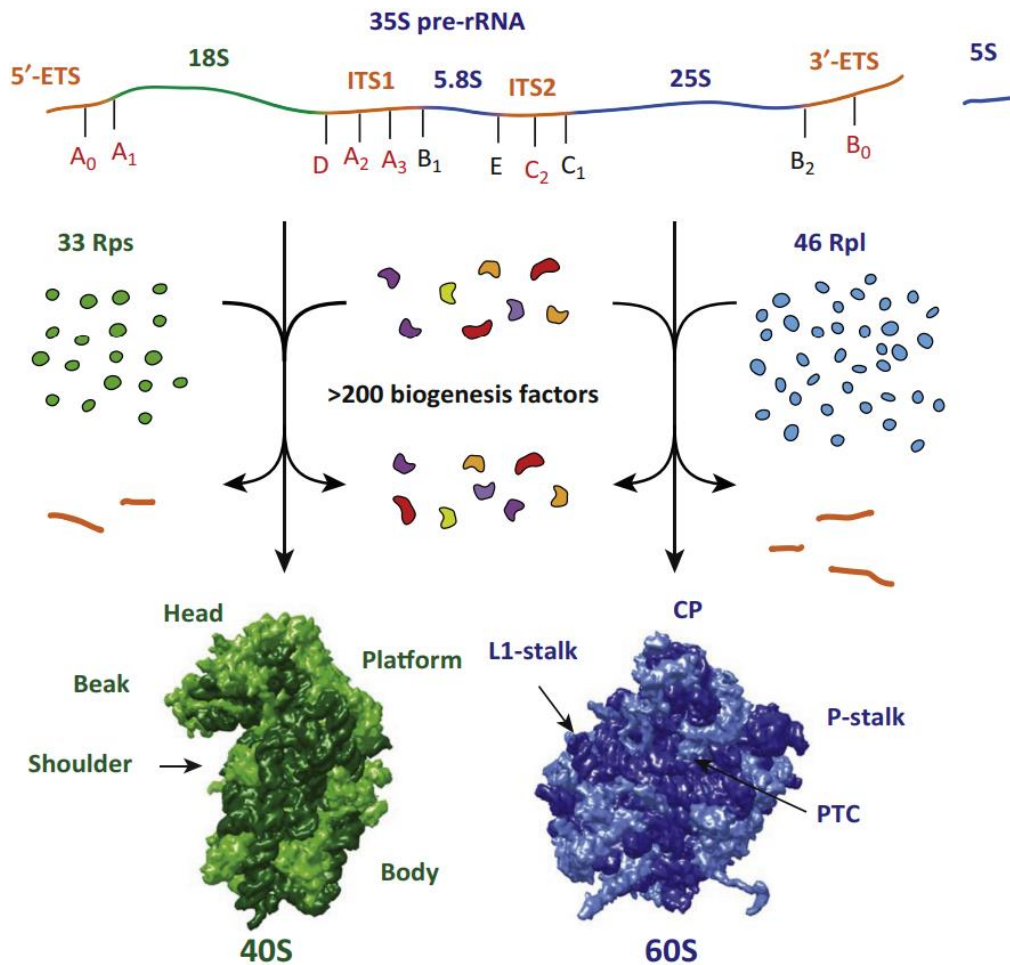 35S pre-rRNA
5′-ETS 18S ITS1 5.8S ITS2 25S 3′-ETS 5S
A0 A1 D A2 A3 B1 E C2 C1 B2 B0
33 Rps
46 Rpl
>200 biogenesis factors
Head
Platform
Beak
Shoulder
Body
40S
CP
L1-stalk
P-stalk
PTC
60S